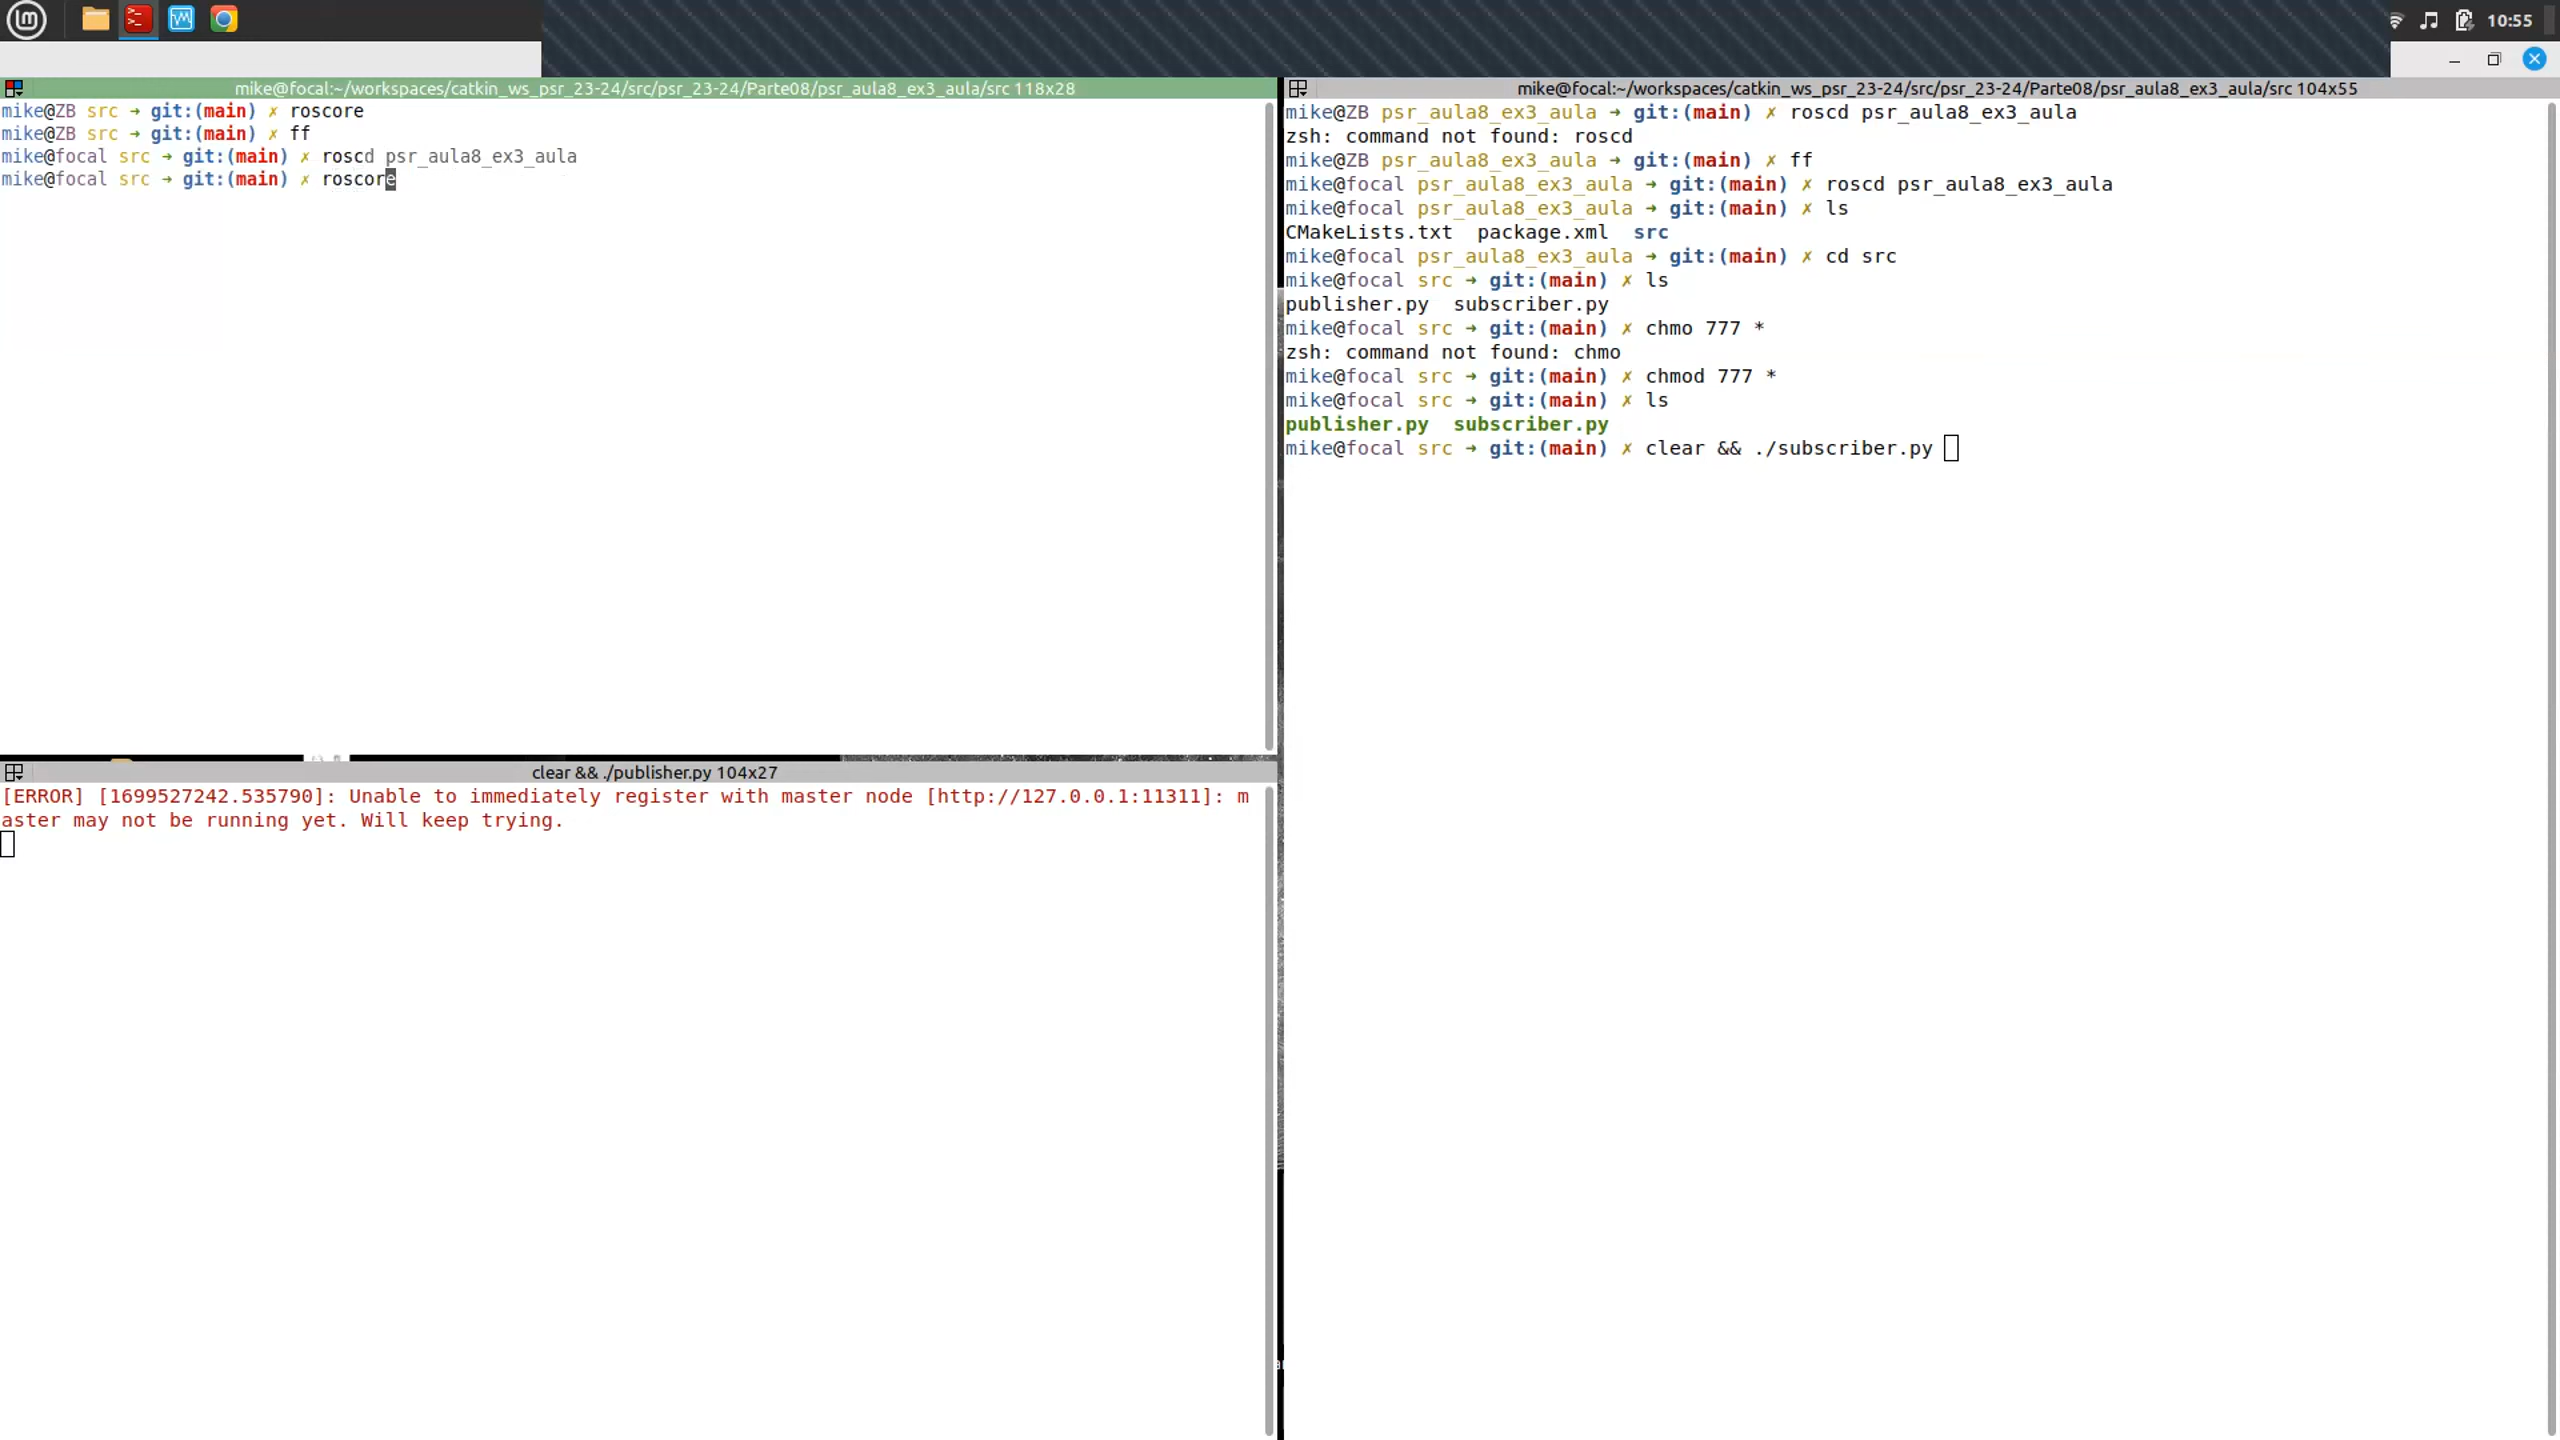 10:55
mike@focal:~/workspaces/catkin_ws_psr_23-24/src/psr_23-24/Parte08/psr_aula8_ex3_aula/src 118x28
mike@ZB src ➜ git:(main) ✗ roscore
mike@ZB src ➜ git:(main) ✗ ff
mike@focal src ➜ git:(main) ✗ roscd psr_aula8_ex3_aula
mike@focal src ➜ git:(main) ✗ roscore
clear && ./publisher.py 104x27
[ERROR] [1699527242.535790]: Unable to immediately register with master node [http://127.0.0.1:11311]: m
aster may not be running yet. Will keep trying.
mike@focal:~/workspaces/catkin_ws_psr_23-24/src/psr_23-24/Parte08/psr_aula8_ex3_aula/src 104x55
mike@ZB psr_aula8_ex3_aula ➜ git:(main) ✗ roscd psr_aula8_ex3_aula
zsh: command not found: roscd
mike@ZB psr_aula8_ex3_aula ➜ git:(main) ✗ ff
mike@focal psr_aula8_ex3_aula ➜ git:(main) ✗ roscd psr_aula8_ex3_aula
mike@focal psr_aula8_ex3_aula ➜ git:(main) ✗ ls
CMakeLists.txt package.xml src
mike@focal psr_aula8_ex3_aula ➜ git:(main) ✗ cd src
mike@focal src ➜ git:(main) ✗ ls
publisher.py subscriber.py
mike@focal src ➜ git:(main) ✗ chmo 777 *
zsh: command not found: chmo
mike@focal src ➜ git:(main) ✗ chmod 777 *
mike@focal src ➜ git:(main) ✗ ls
publisher.py subscriber.py
mike@focal src ➜ git:(main) ✗ clear && ./subscriber.py